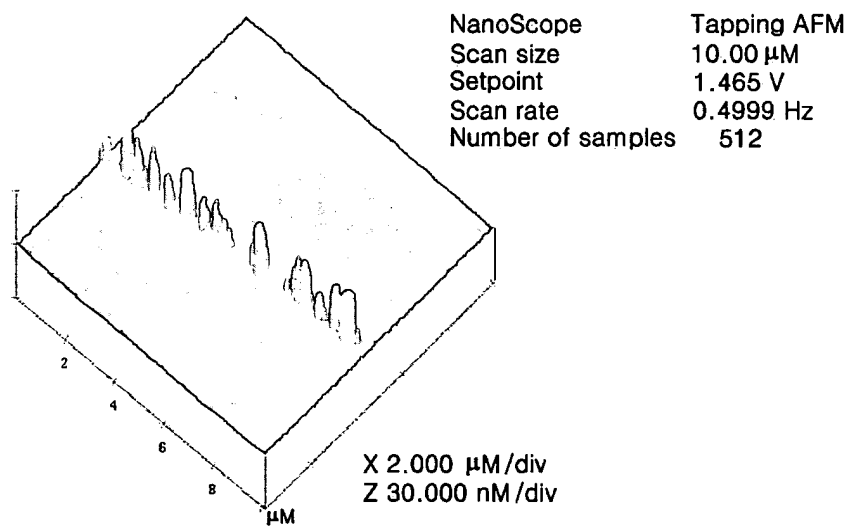 NanoScope Tapping AFM
Scan size 10.00 µM
Setpoint 1.465 V
Scan rate 0.4999 Hz
Number of samples 512
2
4
6
8
µM
X 2.000 µM/div
Z 30.000 nM/div